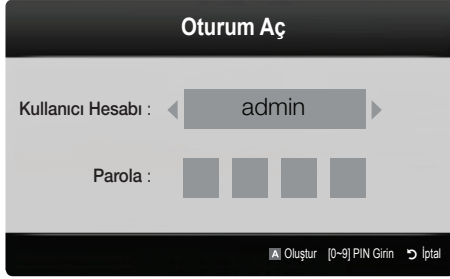 Oturum Aç
Kullanıcı Hesabı : admin
Parola :
A Oluştur [0~9] PIN Girin İptal